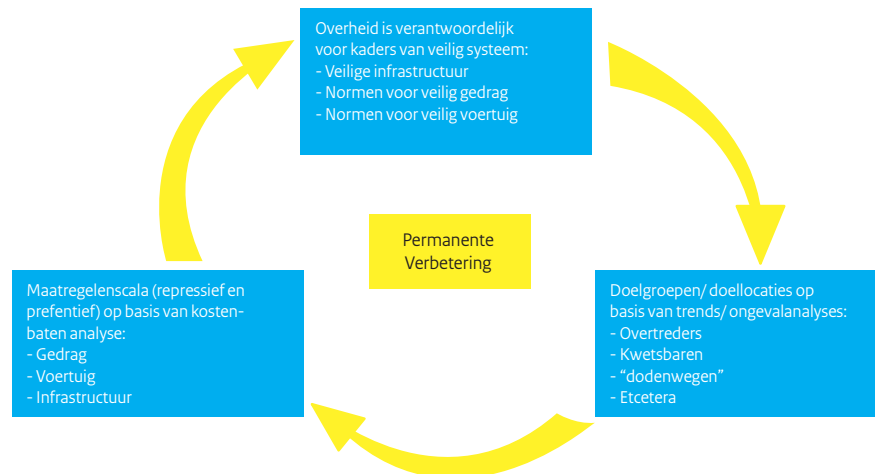 Overheid is verantwoordelijk
voor kaders van veilig systeem:
- Veilige infrastructuur
- Normen voor veilig gedrag
- Normen voor veilig voertuig
Permanente
Verbetering
Maatregelenscala (repressief en
prefentief) op basis van kosten-
baten analyse:
- Gedrag
- Voertuig
- Infrastructuur
Doelgroepen/ doellocaties op
basis van trends/ ongevalanalyses:
- Overtreders
- Kwetsbaren
- “dodenwegen”
- Etcetera